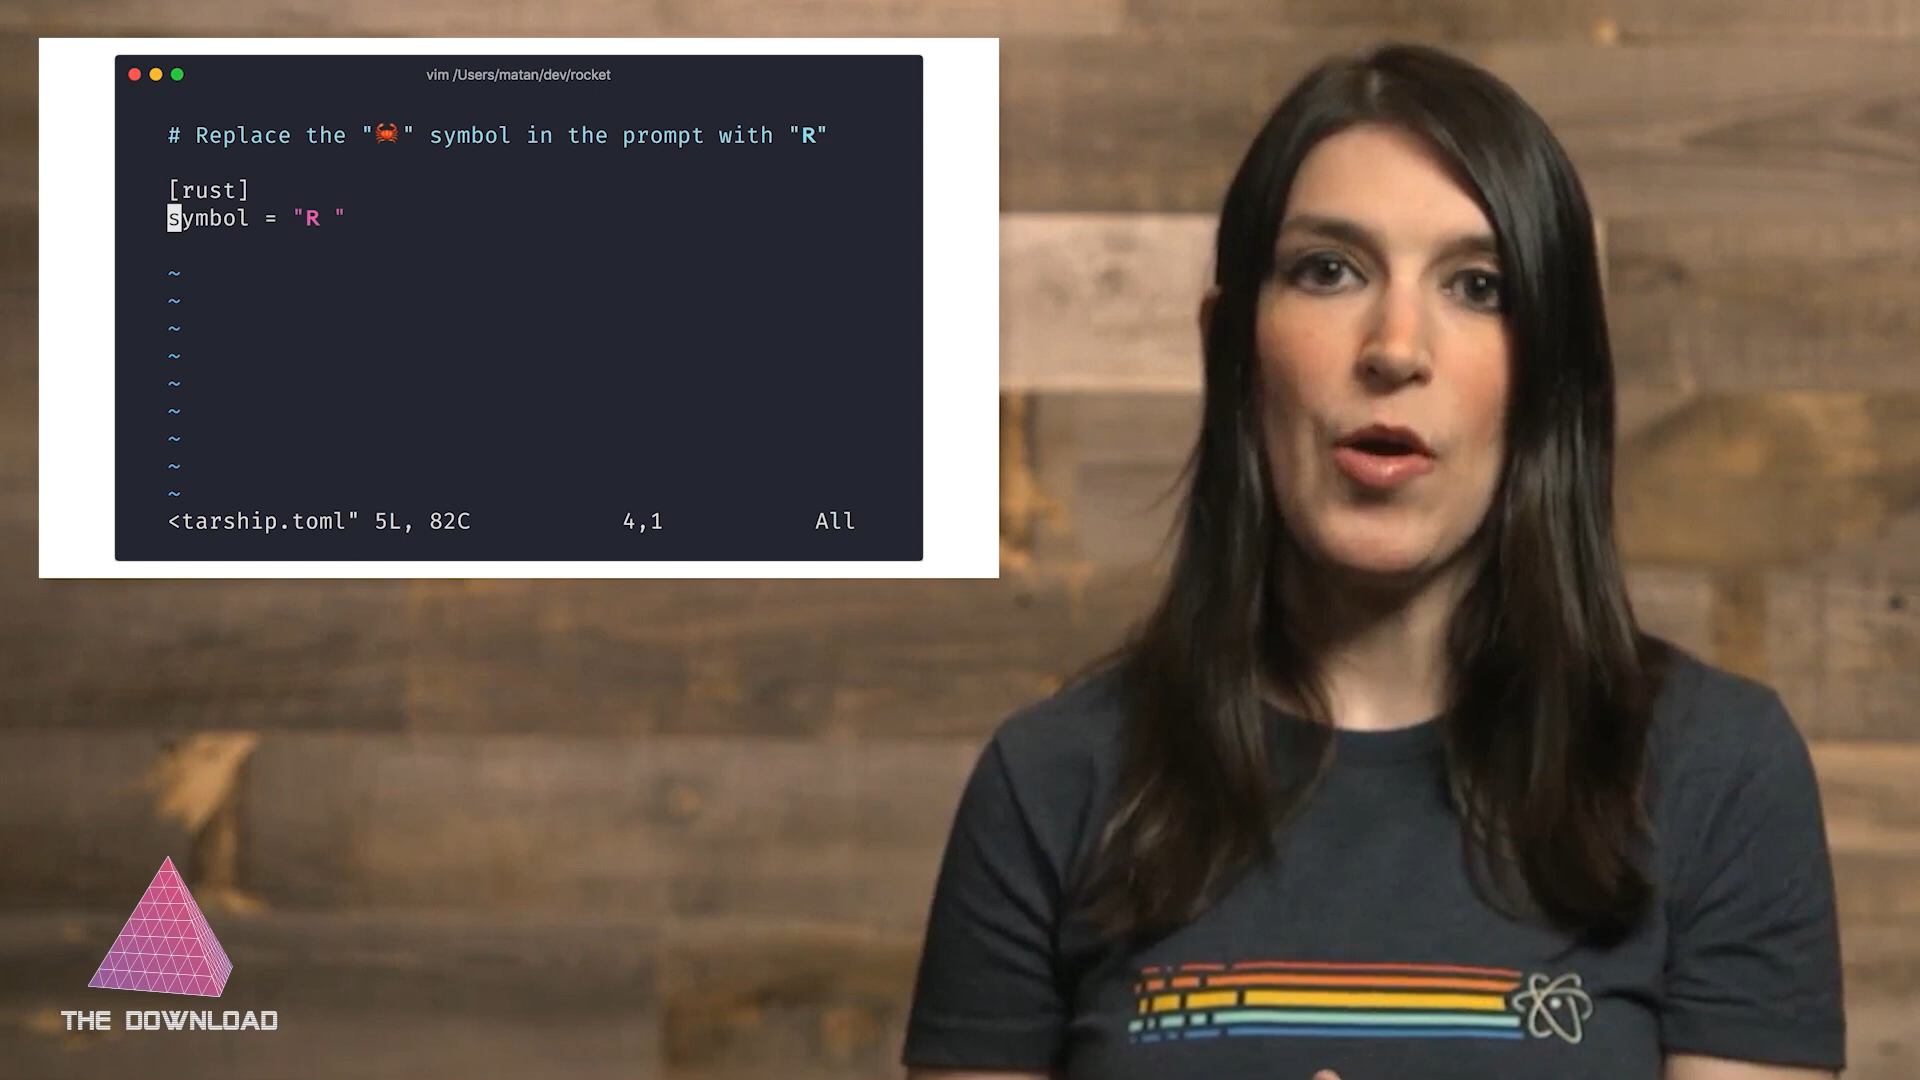 vim /Users/matan/dev/rocket
# Replace the "🦀" symbol in the prompt with "R"
[rust]
symbol = "R "
~
~
~
~
~
~
~
~
~
<tarship.toml" 5L, 82C 4,1 All
THE DOWNLOAD